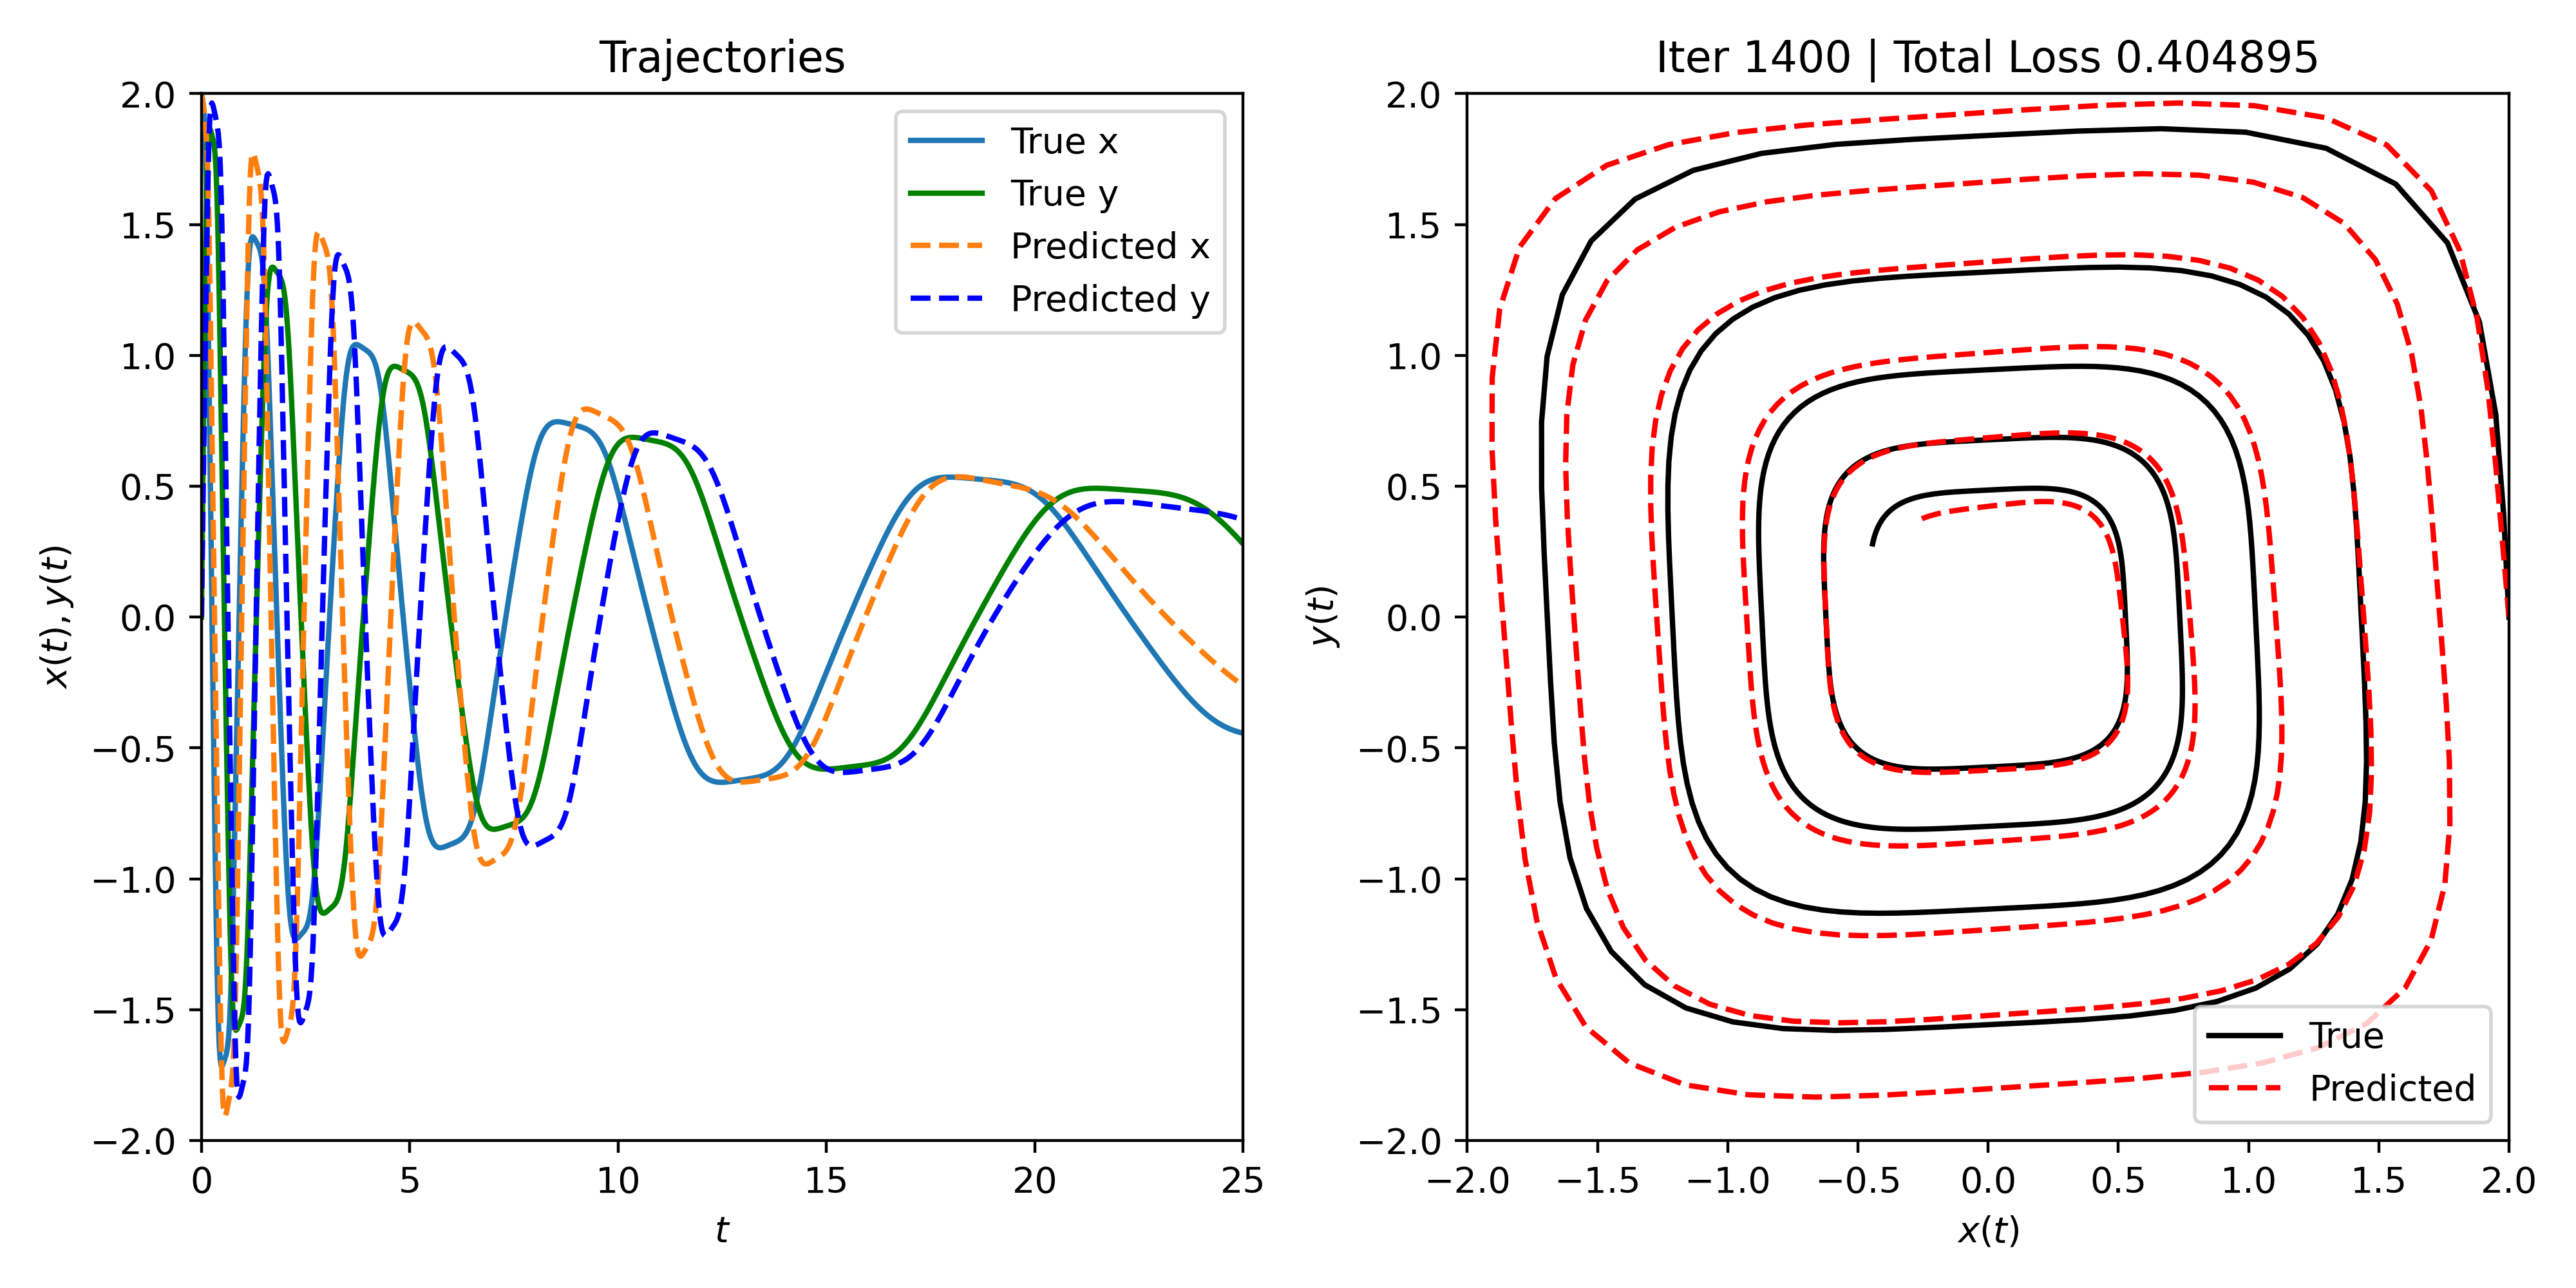 Trajectories
2.0
1.5
1.0
0.5
0.0
−0.5
−1.0
−1.5
−2.0
x(t), y(t)
0 5 10 15 20 25
t
True x
True y
Predicted x
Predicted y
Iter 1400 | Total Loss 0.404895
2.0
1.5
1.0
0.5
0.0
−0.5
−1.0
−1.5
−2.0
y(t)
−2.0 −1.5 −1.0 −0.5 0.0 0.5 1.0 1.5 2.0
x(t)
True
Predicted